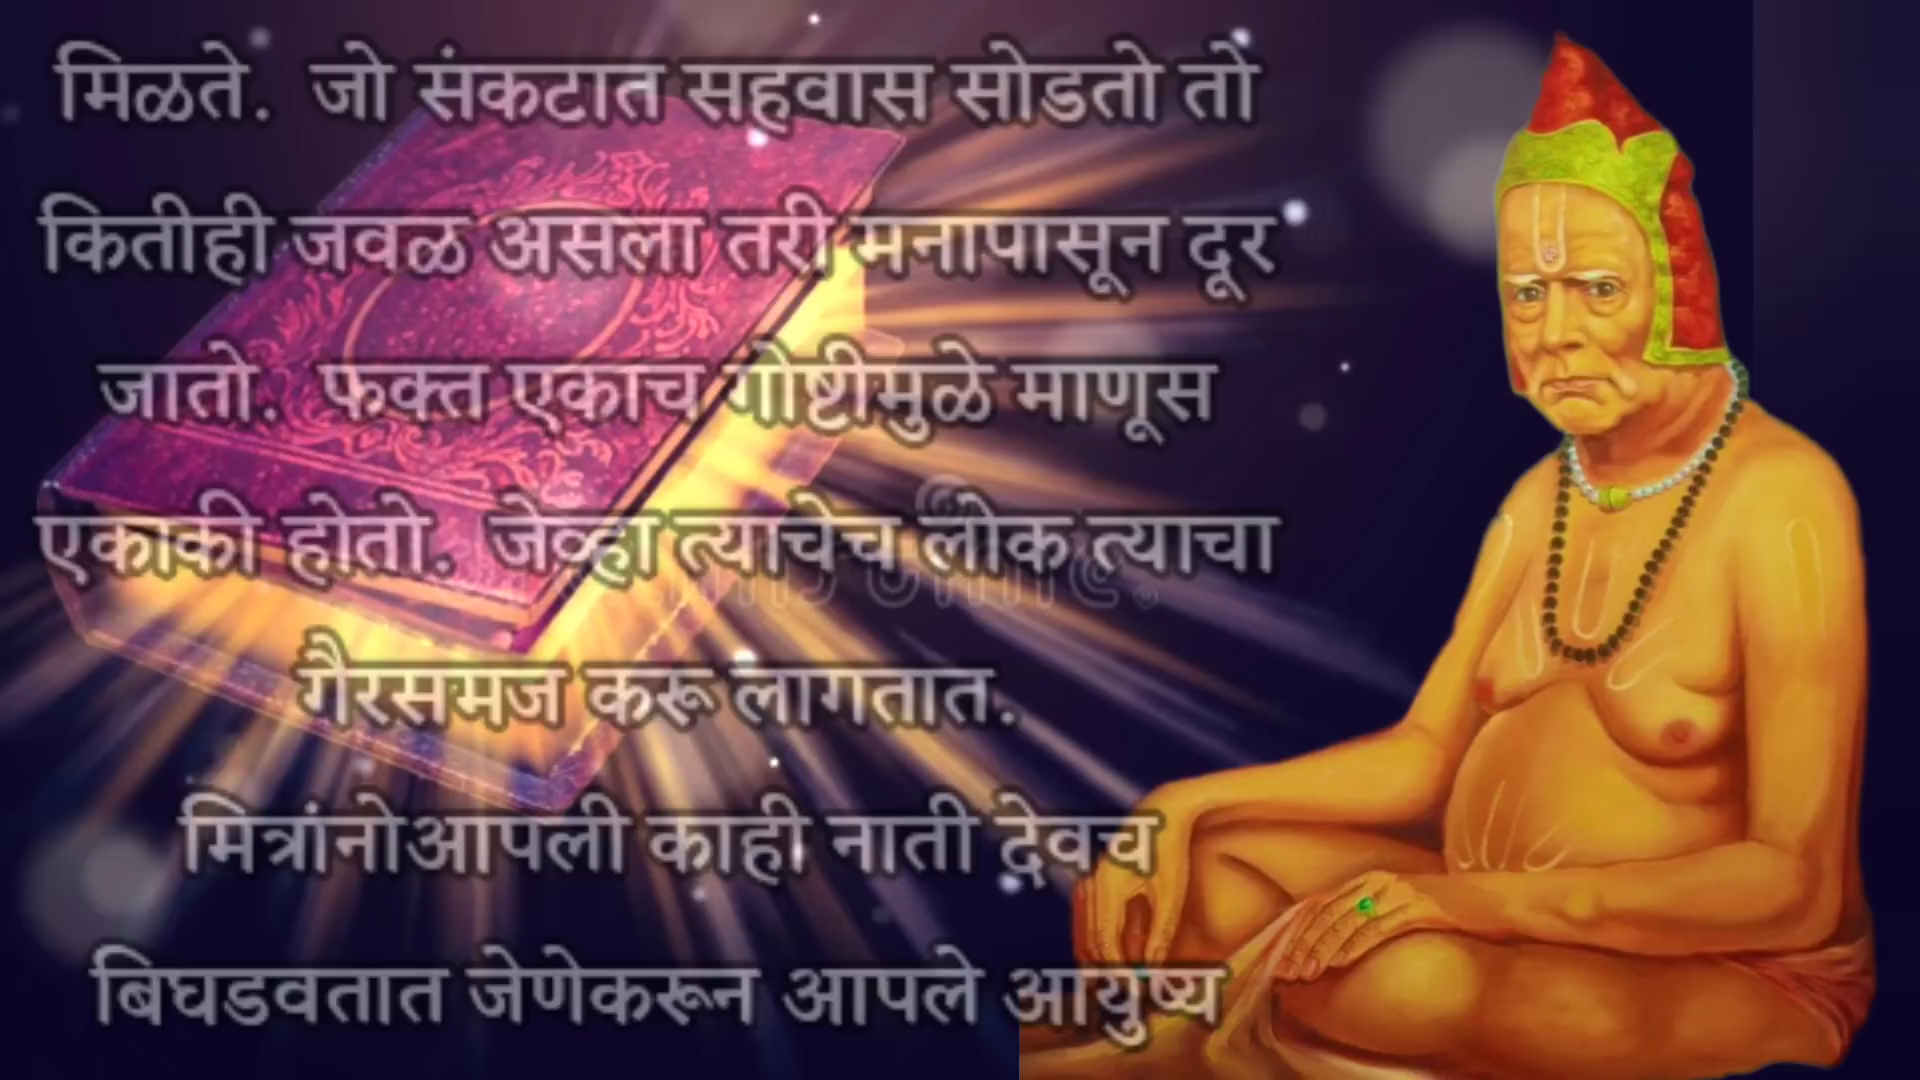 मिळते.  जो संकटात सहवास सोडतो तो
कितीही जवळ असला तरी मनापासून दूर
जातो.  फक्त एकाच गोष्टीमुळे माणूस
एकाकी होतो.  जेव्हा त्याचेच लोक त्याचा
गैरसमज करू लागतात.
मित्रांनोआपली काही नाती देवच
बिघडवतात जेणेकरून आपले आयुष्य